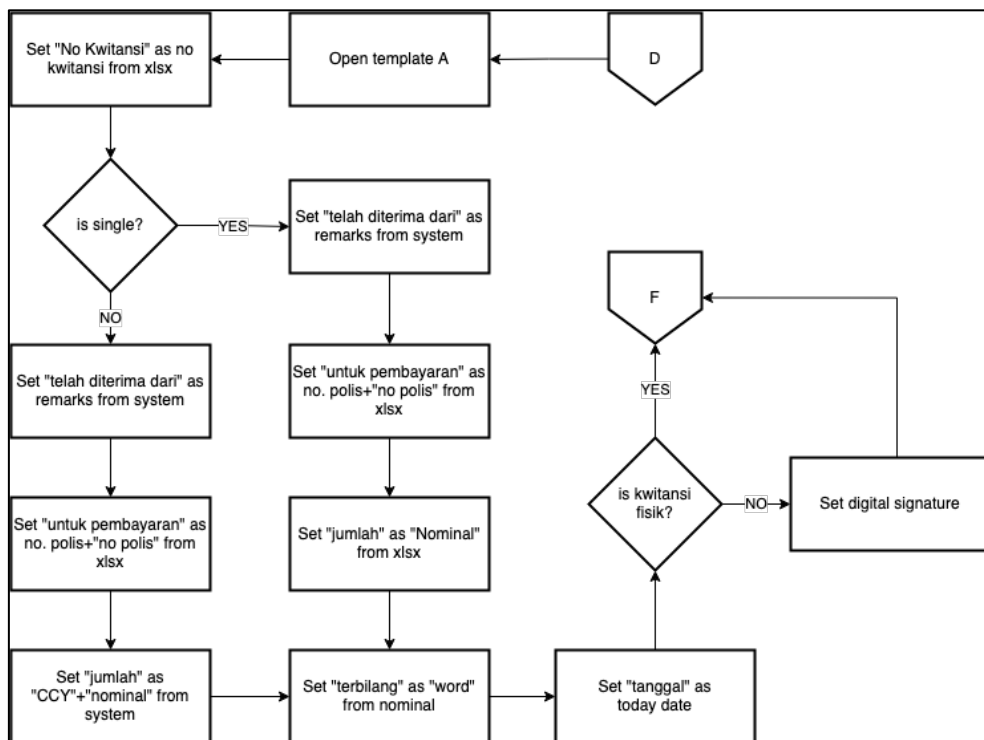 Set "No Kwitansi" as no
kwitansi from xlsx
Open template A
D
is single?
YES
Set "telah diterima dari" as
remarks from system
NO
F
Set "telah diterima dari" as
remarks from system
Set "untuk pembayaran" as
no. polis+"no polis" from
xlsx
YES
Set "untuk pembayaran" as
no. polis+"no polis" from
xlsx
Set "jumlah" as "Nominal"
from xlsx
is kwitansi
fisik?
NO
Set digital signature
Set "jumlah" as
"CCY"+"nominal" from
system
Set "terbilang" as "word"
from nominal
Set "tanggal" as
today date